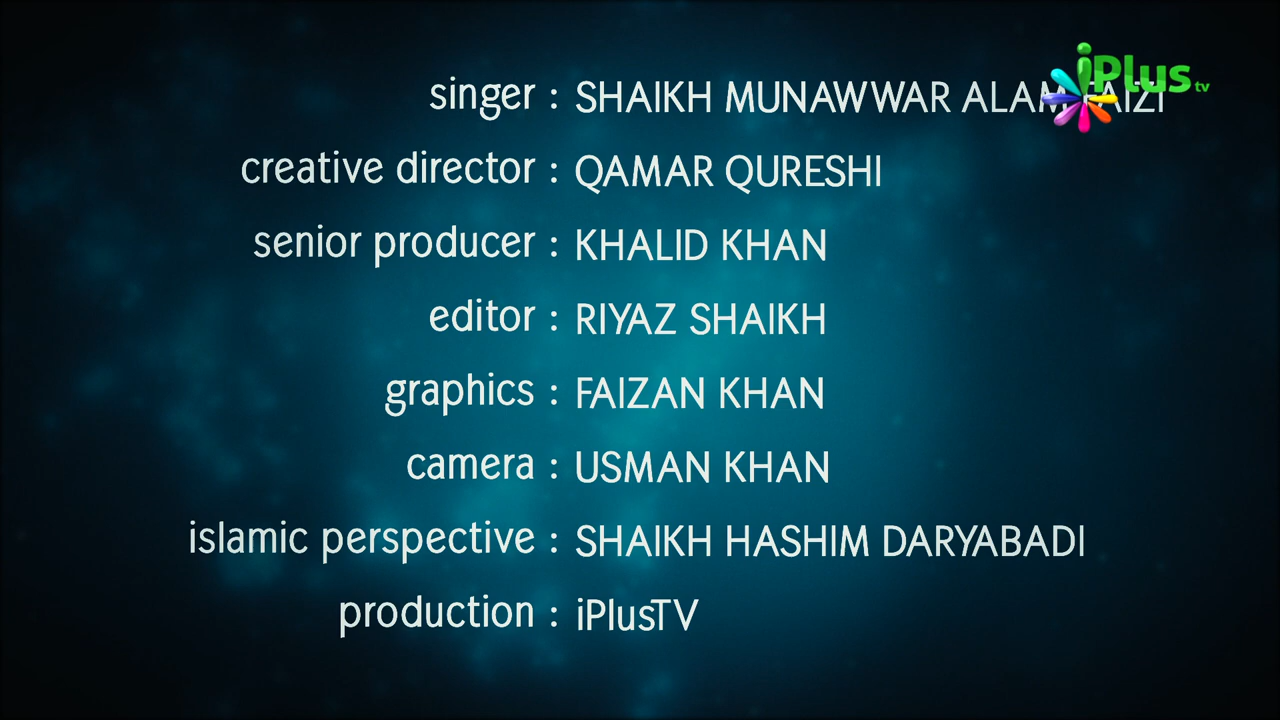 iPlus tv
singer : SHAIKH MUNAWWAR ALAM FAIZI
creative director : QAMAR QURESHI
senior producer : KHALID KHAN
editor : RIYAZ SHAIKH
graphics : FAIZAN KHAN
camera : USMAN KHAN
islamic perspective : SHAIKH HASHIM DARYABADI
production : iPlusTV